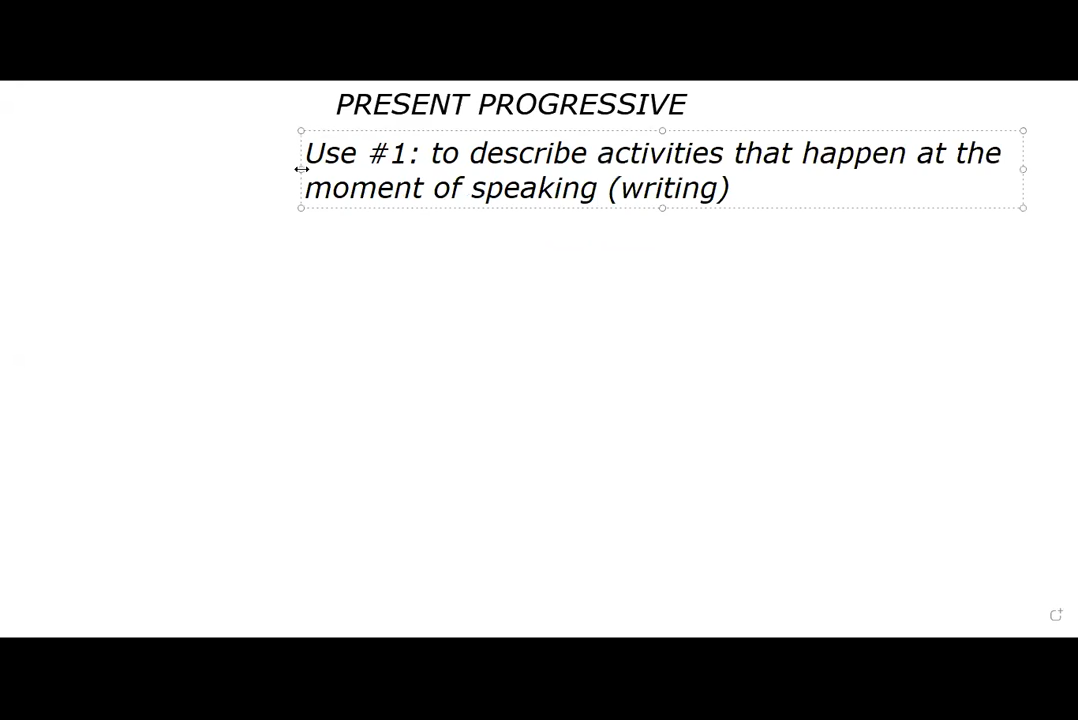 PRESENT PROGRESSIVE
Use #1: to describe activities that happen at the
moment of speaking (writing)